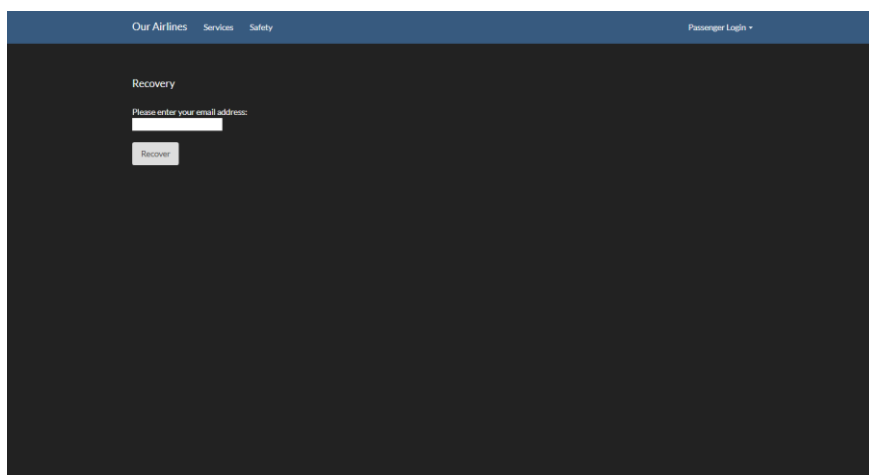 Our Airlines Services Safety Passenger Login
Recovery
Please enter your email address:
Recover